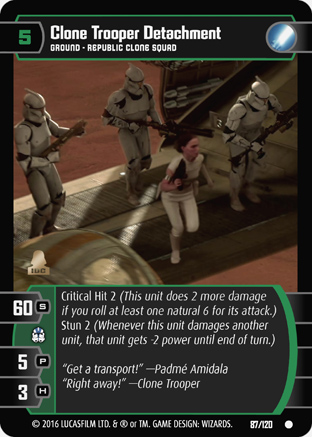 5
Clone Trooper Detachment
GROUND - REPUBLIC CLONE SQUAD
IDC
60 S
Critical Hit 2 (This unit does 2 more damage
if you roll at least one natural 6 for its attack.)
Stun 2 (Whenever this unit damages another
unit, that unit gets -2 power until end of turn.)
5 P
3 H
"Get a transport!" —Padmé Amidala
"Right away!" —Clone Trooper
© 2016 LUCASFILM LTD. & ® or TM. GAME DESIGN: WIZARDS.
87/120